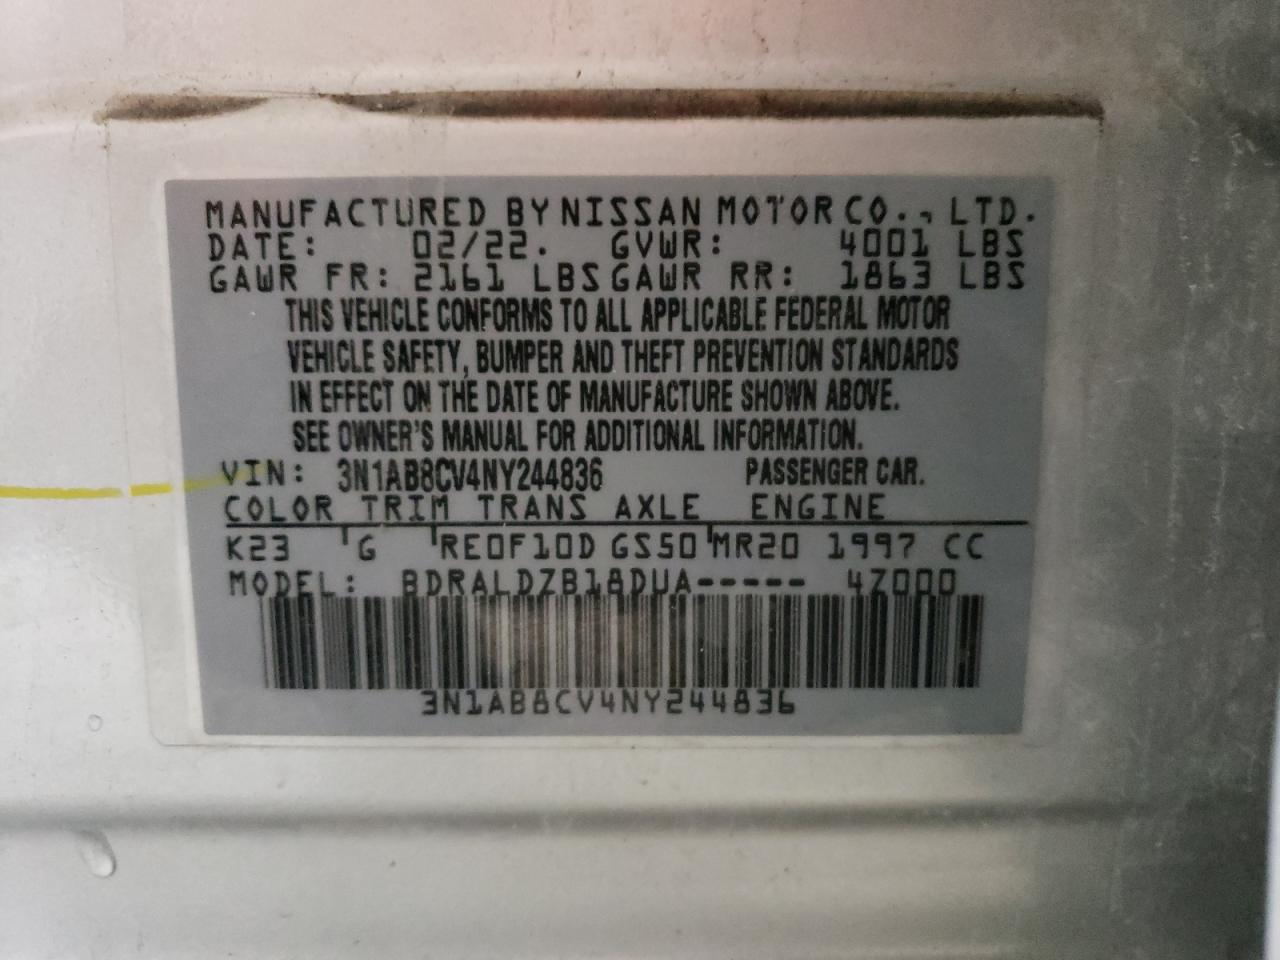 MANUFACTURED BY NISSAN MOTOR CO., LTD.
DATE: 02/22. GVWR: 4001 LBS
GAWR FR: 2161 LBS GAWR RR: 1863 LBS
THIS VEHICLE CONFORMS TO ALL APPLICABLE FEDERAL MOTOR
VEHICLE SAFETY, BUMPER AND THEFT PREVENTION STANDARDS
IN EFFECT ON THE DATE OF MANUFACTURE SHOWN ABOVE.
SEE OWNER'S MANUAL FOR ADDITIONAL INFORMATION.
VIN: 3N1AB8CV4NY244836 PASSENGER CAR.
COLOR TRIM TRANS AXLE ENGINE
K23 G RE0F10D GS50 MR20 1997 CC
MODEL: BDRALDZB18DUA----- 4Z000
3N1AB8CV4NY244836